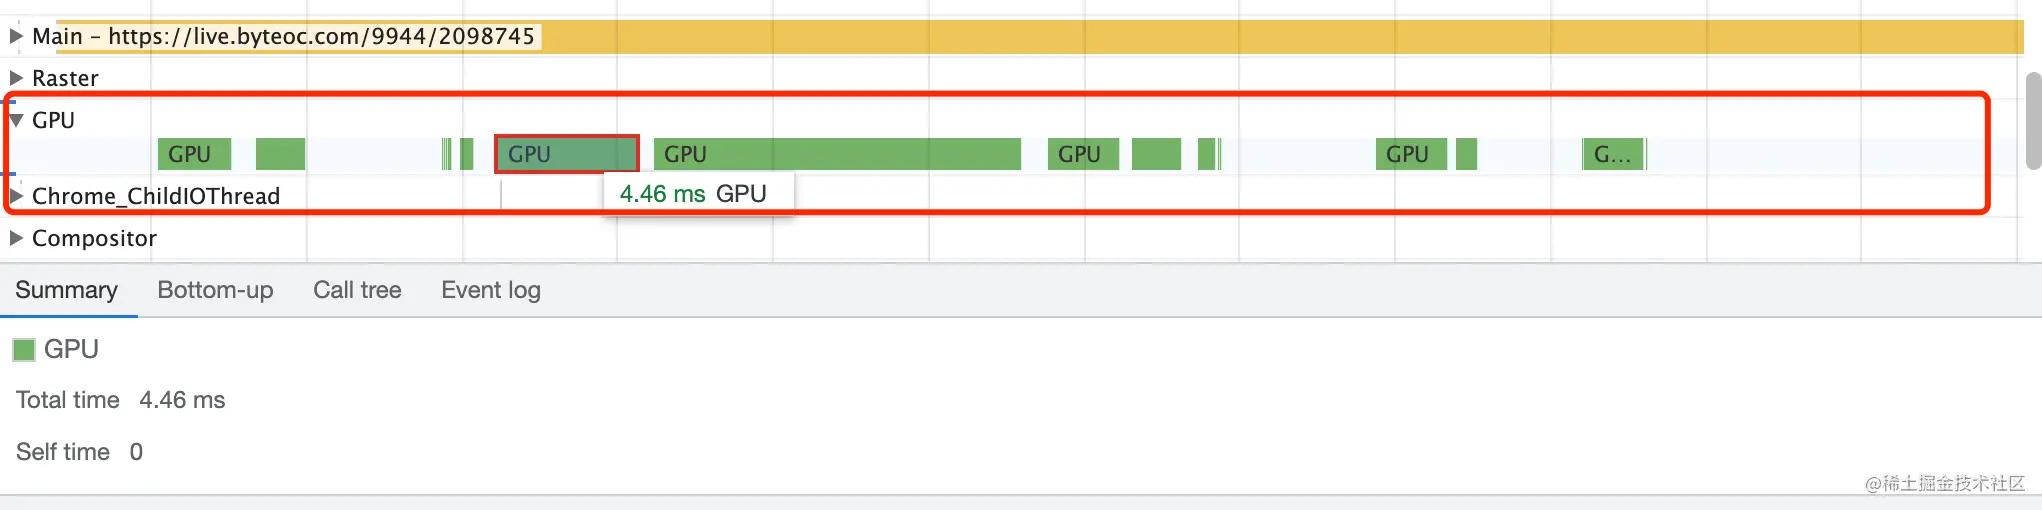 Main – https://live.byteoc.com/9944/2098745
Raster
GPU
GPU GPU GPU GPU GPU G...
Chrome_ChildIOThread
4.46 ms GPU
Compositor
Summary Bottom-up Call tree Event log
GPU
Total time 4.46 ms
Self time 0
@稀土掘金技术社区